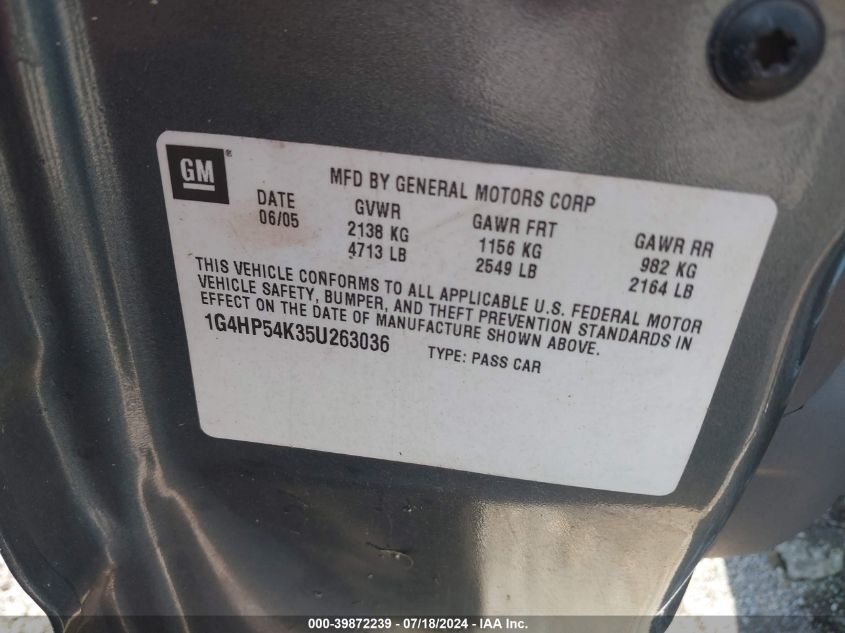 GM®
MFD BY GENERAL MOTORS CORP
DATE GVWR GAWR FRT GAWR RR
06/05 2138 KG 1156 KG 982 KG
4713 LB 2549 LB 2164 LB
THIS VEHICLE CONFORMS TO ALL APPLICABLE U.S. FEDERAL MOTOR
VEHICLE SAFETY, BUMPER, AND THEFT PREVENTION STANDARDS IN
EFFECT ON THE DATE OF MANUFACTURE SHOWN ABOVE.
1G4HP54K35U263036 TYPE: PASS CAR
000-39872239 - 07/18/2024 - IAA Inc.